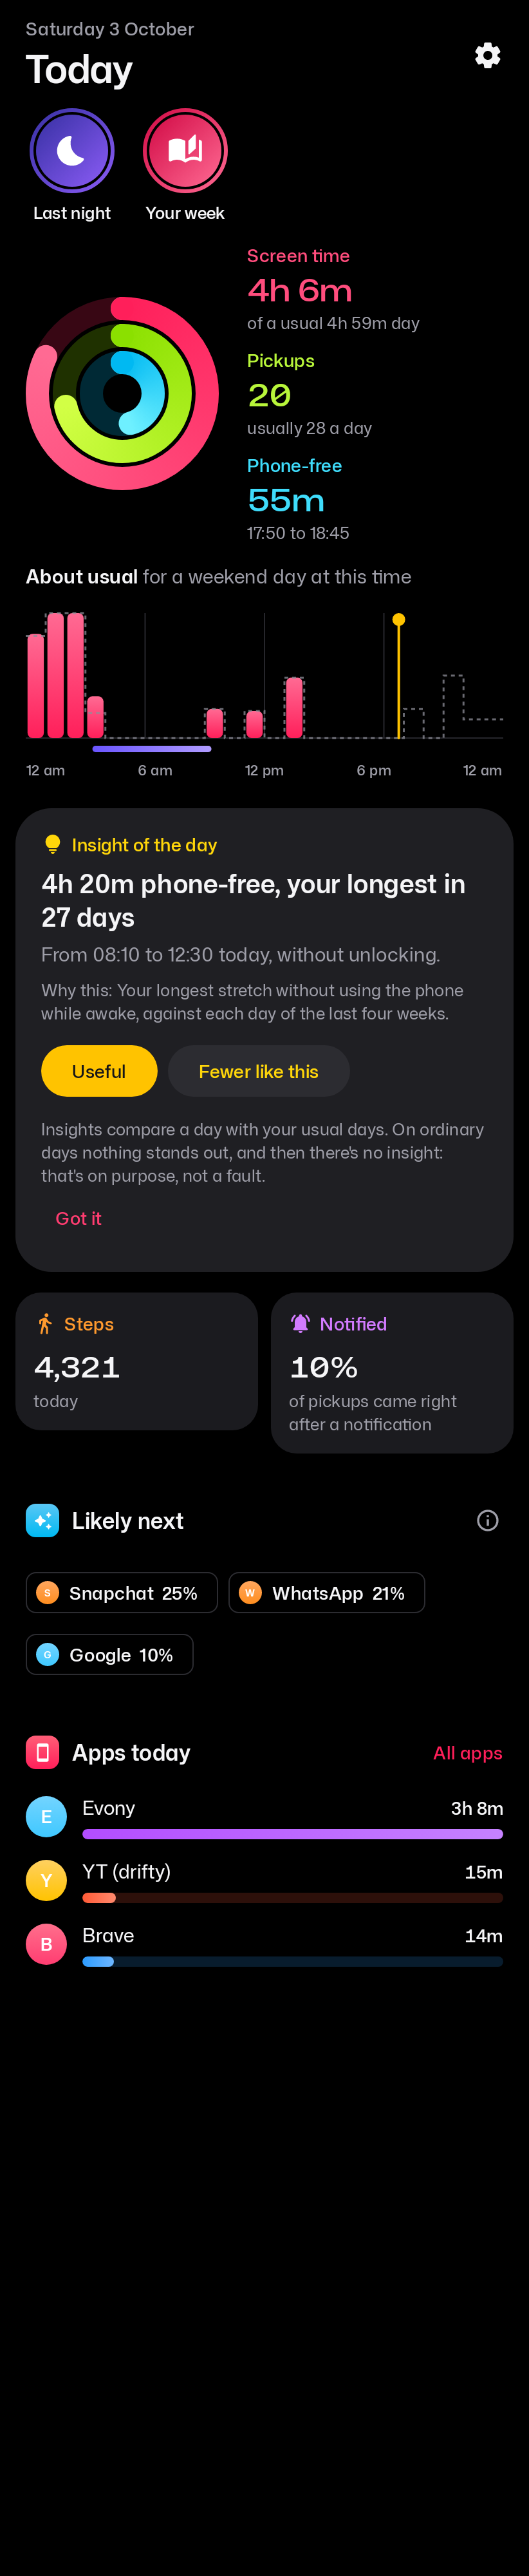 Saturday 3 October
Today
Last night
Your week
Screen time
4h 6m
of a usual 4h 59m day
Pickups
20
usually 28 a day
Phone-free
55m
17:50 to 18:45
About usual for a weekend day at this time
12 am
6 am
12 pm
6 pm
12 am
Insight of the day
4h 20m phone-free, your longest in
27 days
From 08:10 to 12:30 today, without unlocking.
Why this: Your longest stretch without using the phone
while awake, against each day of the last four weeks.
Useful
Fewer like this
Insights compare a day with your usual days. On ordinary
days nothing stands out, and then there's no insight:
that's on purpose, not a fault.
Got it
Steps
4,321
today
Notified
10%
of pickups came right
after a notification
Likely next
S Snapchat 25%
W WhatsApp 21%
G Google 10%
Apps today
All apps
E Evony 3h 8m
Y YT (drifty) 15m
B Brave 14m